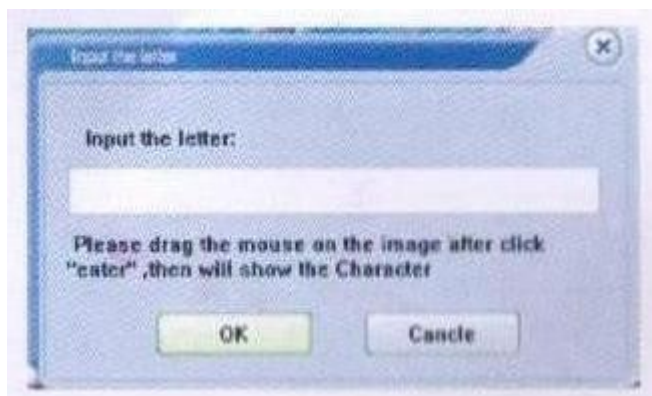 Input the letter
Input the letter:
Please drag the mouse on the image after click
"enter" ,then will show the Character
OK
Cancle